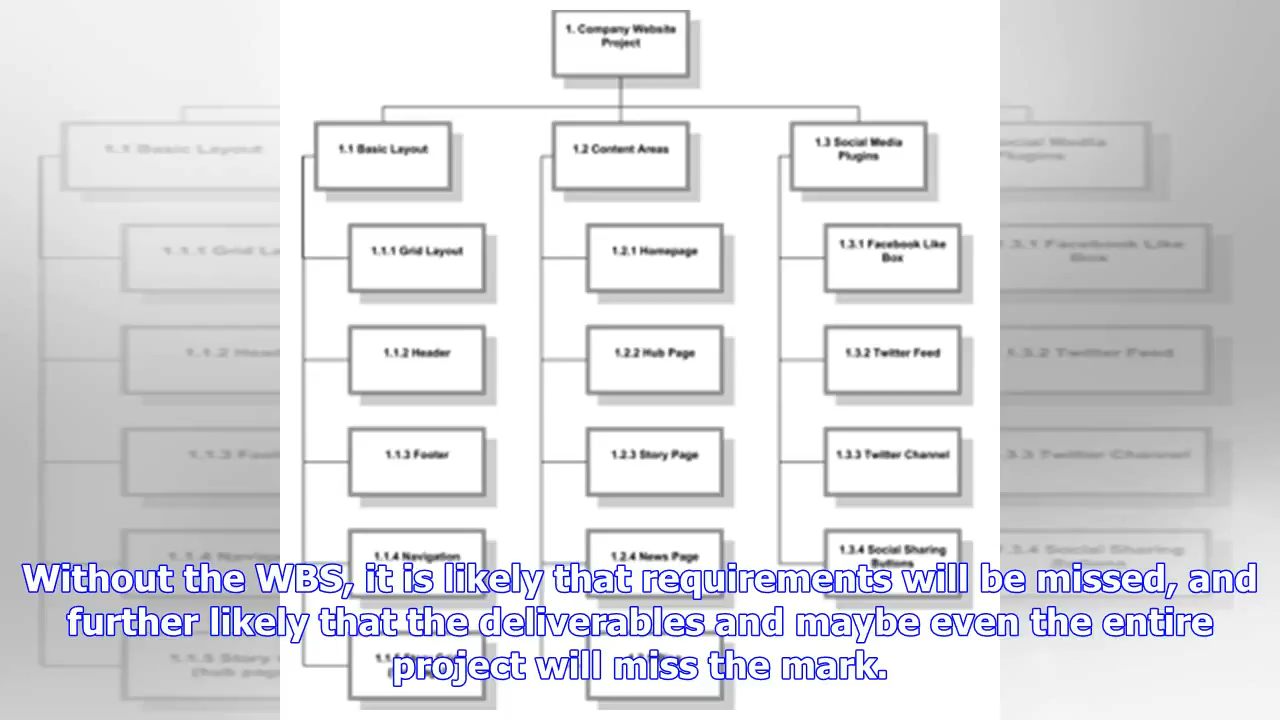 1. Company Website
Project
1.1 Basic Layout
1.2 Content Areas
1.3 Social Media
Plugins
1.1.1 Grid Layout
1.2.1 Homepage
1.3.1 Facebook Like
Box
1.1.2 Header
1.2.2 Hub Page
1.3.2 Twitter Feed
1.1.3 Footer
1.2.3 Story Page
1.3.3 Twitter Channel
1.1.4 Navigation
1.2.4 News Page
1.3.4 Social Sharing
Buttons
Without the WBS, it is likely that requirements will be missed, and
further likely that the deliverables and maybe even the entire
project will miss the mark.